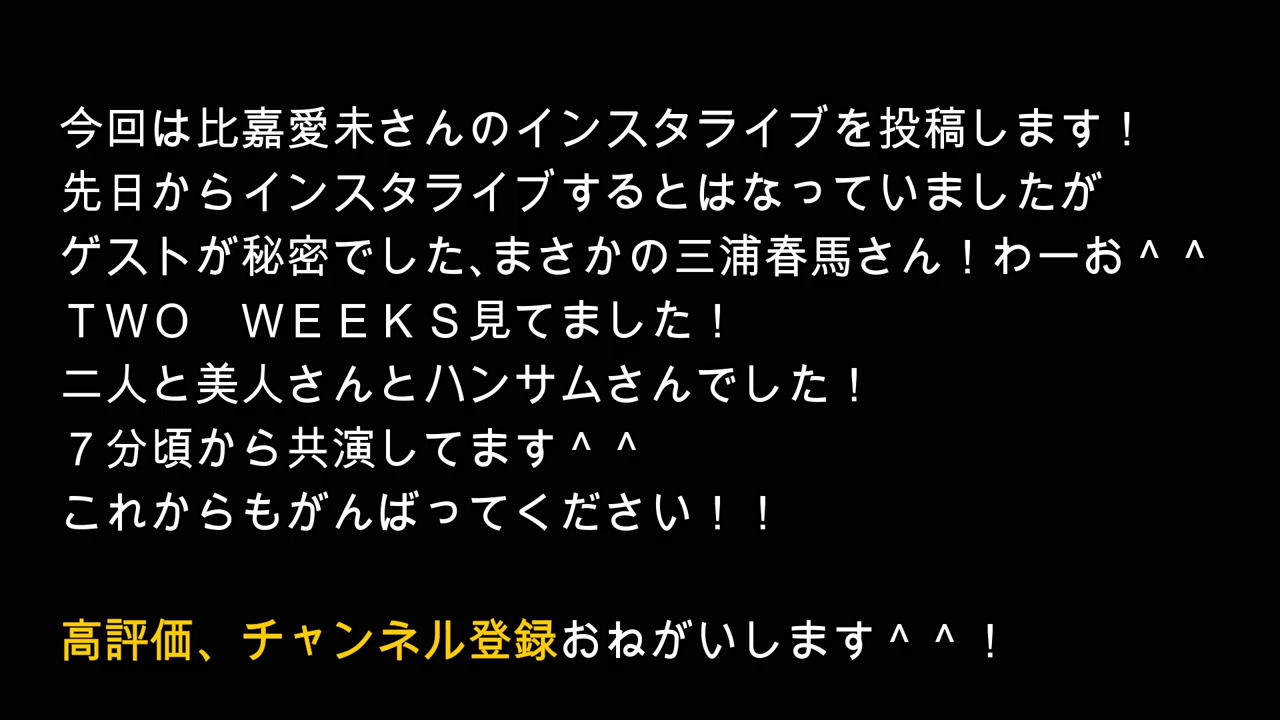 今回は比嘉愛未さんのインスタライブを投稿します！
先日からインスタライブするとはなっていましたが
ゲストが秘密でした、まさかの三浦春馬さん！わーお＾＾
ＴＷＯ　ＷＥＥＫＳ見てました！
二人と美人さんとハンサムさんでした！
７分頃から共演してます＾＾
これからもがんばってください！！
高評価、チャンネル登録おねがいします＾＾！